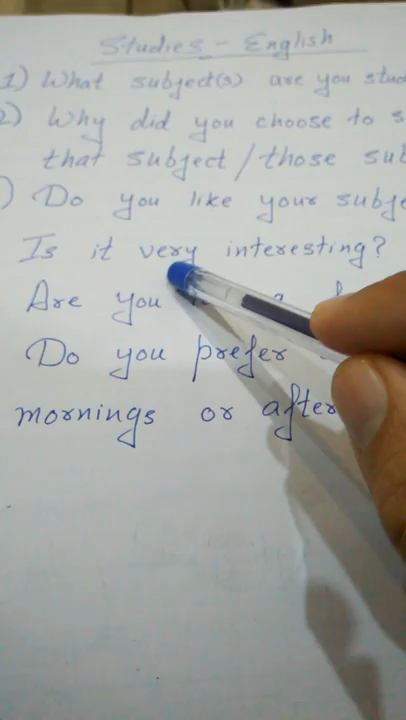 Studies - English
1) What subject(s) are you stud
2) Why did you choose to s
that subject / those sub
) Do you like your subje
Is it very interesting?
Are you
Do you prefer
mornings or after